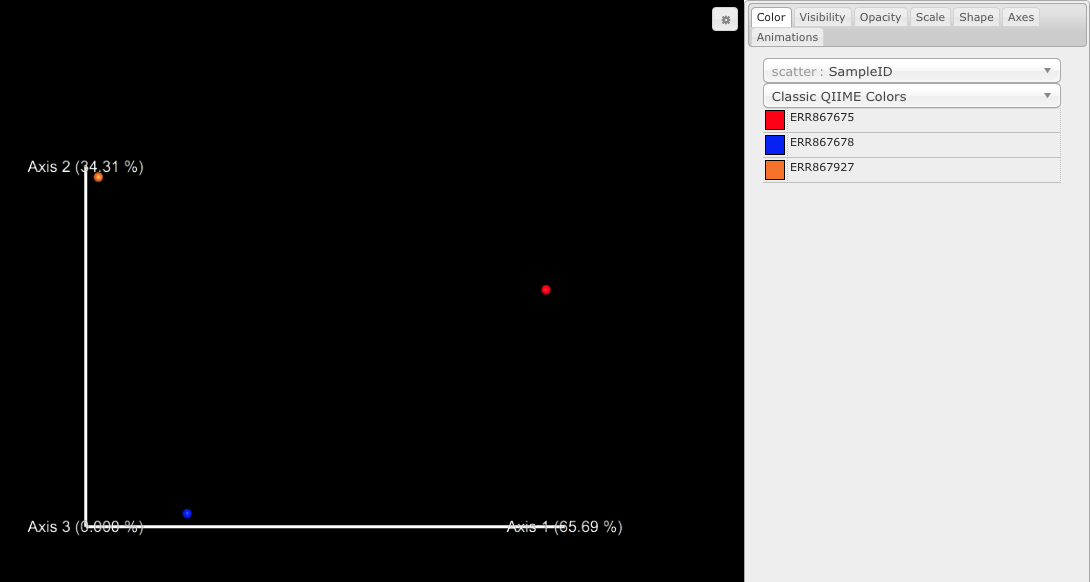 Color Visibility Opacity Scale Shape Axes
Animations
scatter: SampleID
Classic QIIME Colors
ERR867675
ERR867678
ERR867927
Axis 2 (34.31 %)
Axis 3 (0.000 %)
Axis 1 (65.69 %)